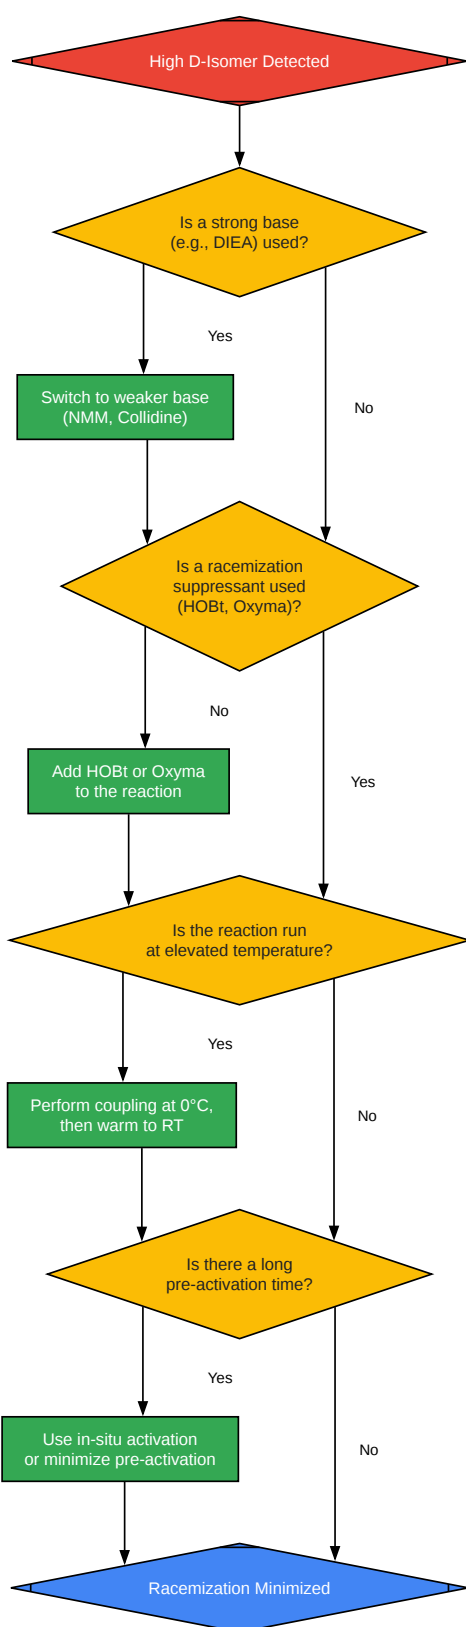 High D-Isomer Detected
Is a strong base
(e.g., DIEA) used?
Yes
Switch to weaker base
(NMM, Collidine)
No
Is a racemization
suppressant used
(HOBt, Oxyma)?
No
Add HOBt or Oxyma
to the reaction
Yes
Is the reaction run
at elevated temperature?
Yes
Perform coupling at 0°C,
then warm to RT
No
Is there a long
pre-activation time?
Yes
Use in-situ activation
or minimize pre-activation
No
Racemization Minimized